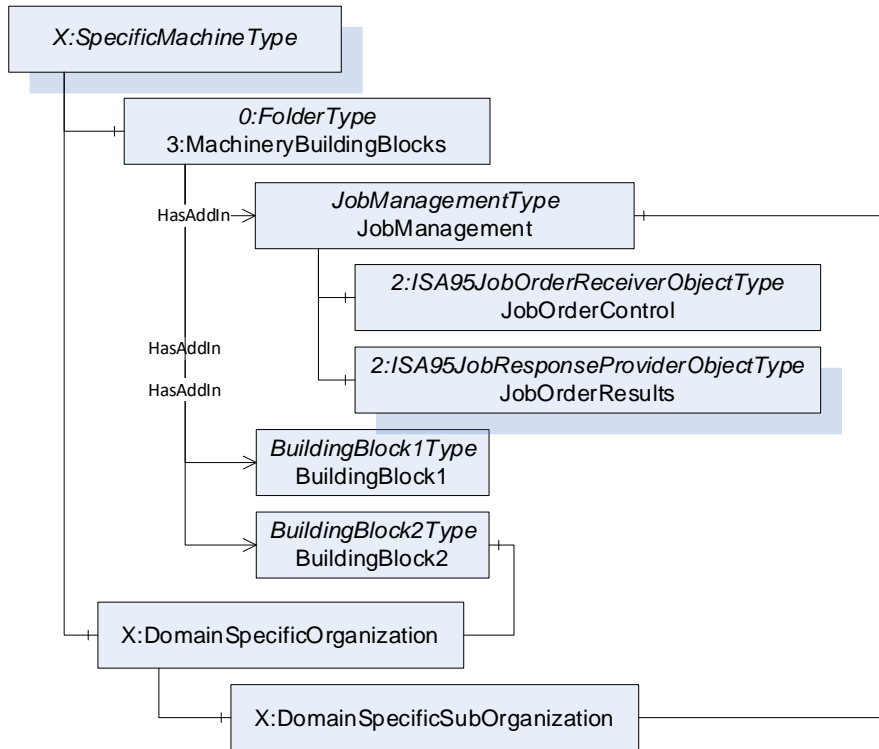 X:SpecificMachineType
0:FolderType
3:MachineryBuildingBlocks
HasAddIn
JobManagementType
JobManagement
2:ISA95JobOrderReceiverObjectType
JobOrderControl
HasAddIn
2:ISA95JobResponseProviderObjectType
JobOrderResults
HasAddIn
BuildingBlock1Type
BuildingBlock1
BuildingBlock2Type
BuildingBlock2
X:DomainSpecificOrganization
X:DomainSpecificSubOrganization